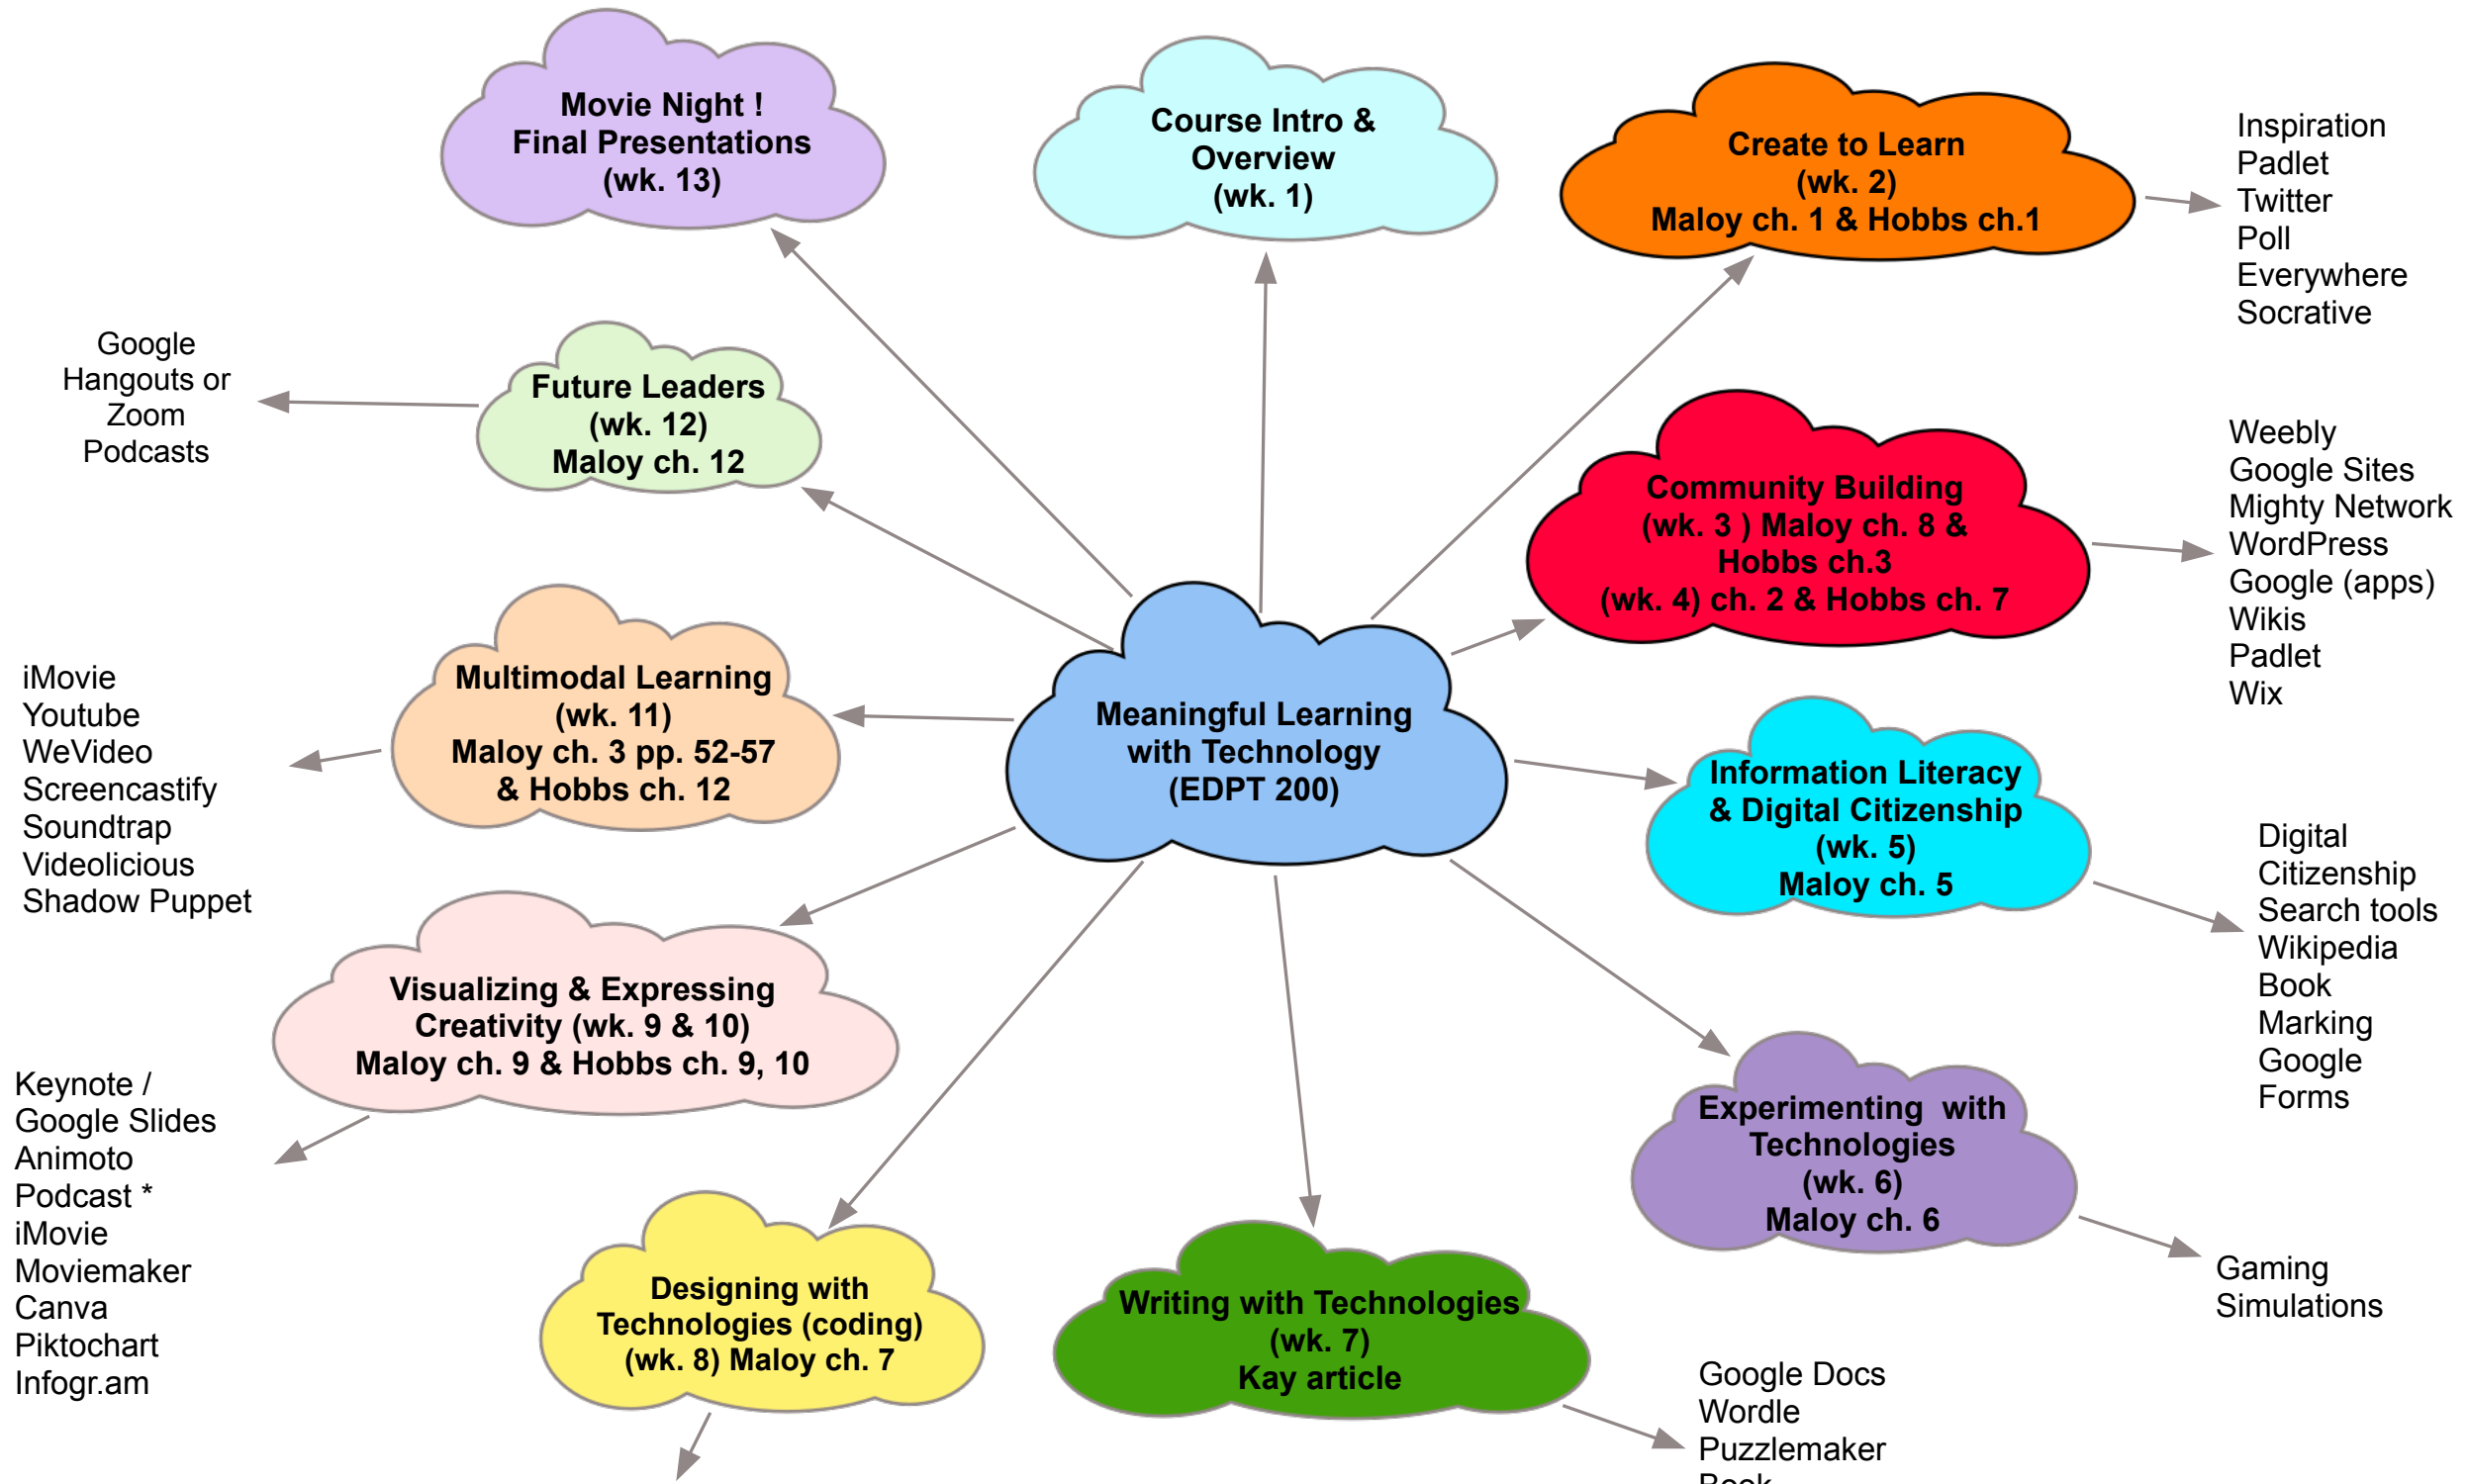 Movie Night !
Final Presentations
(wk. 13)
Course Intro &
Overview
(wk. 1)
Create to Learn
(wk. 2)
Maloy ch. 1 & Hobbs ch.1
Inspiration
Padlet
Twitter
Poll
Everywhere
Socrative
Google
Hangouts or
Zoom
Podcasts
Future Leaders
(wk. 12)
Maloy ch. 12
Community Building
(wk. 3 ) Maloy ch. 8 &
Hobbs ch.3
(wk. 4) ch. 2 & Hobbs ch. 7
Weebly
Google Sites
Mighty Network
WordPress
Google (apps)
Wikis
Padlet
Wix
iMovie
Youtube
WeVideo
Screencastify
Soundtrap
Videolicious
Shadow Puppet
Multimodal Learning
(wk. 11)
Maloy ch. 3 pp. 52-57
& Hobbs ch. 12
Meaningful Learning
with Technology
(EDPT 200)
Information Literacy
& Digital Citizenship
(wk. 5)
Maloy ch. 5
Digital
Citizenship
Search tools
Wikipedia
Book
Marking
Google
Forms
Visualizing & Expressing
Creativity (wk. 9 & 10)
Maloy ch. 9 & Hobbs ch. 9, 10
Keynote /
Google Slides
Animoto
Podcast *
iMovie
Moviemaker
Canva
Piktochart
Infogr.am
Experimenting  with
Technologies
(wk. 6)
Maloy ch. 6
Gaming
Simulations
Designing with
Technologies (coding)
(wk. 8) Maloy ch. 7
Writing with Technologies
(wk. 7)
Kay article
Google Docs
Wordle
Puzzlemaker
Book